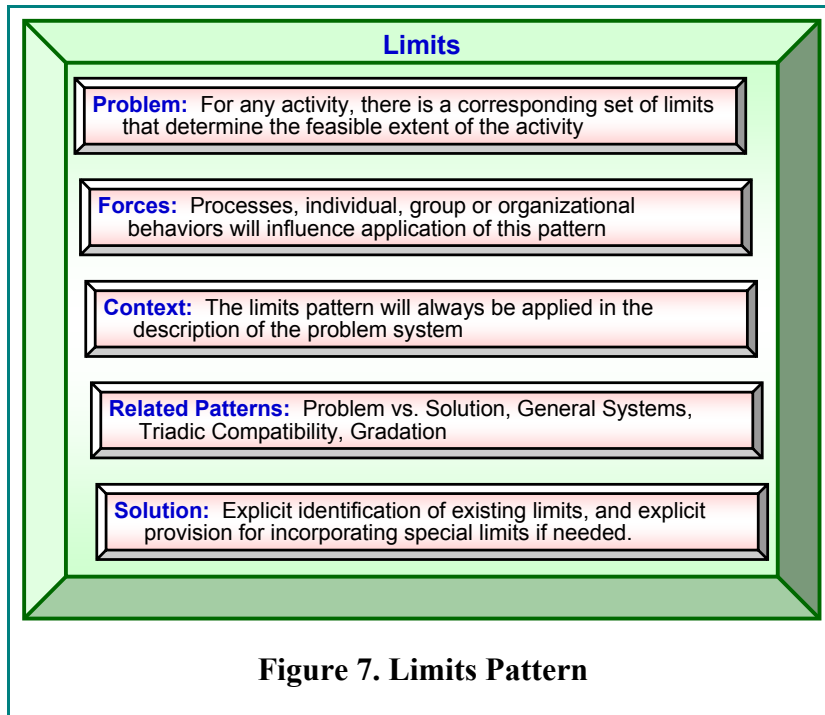 Limits
Problem: For any activity, there is a corresponding set of limits
that determine the feasible extent of the activity
Forces: Processes, individual, group or organizational
behaviors will influence application of this pattern
Context: The limits pattern will always be applied in the
description of the problem system
Related Patterns: Problem vs. Solution, General Systems,
Triadic Compatibility, Gradation
Solution: Explicit identification of existing limits, and explicit
provision for incorporating special limits if needed.
Figure 7. Limits Pattern